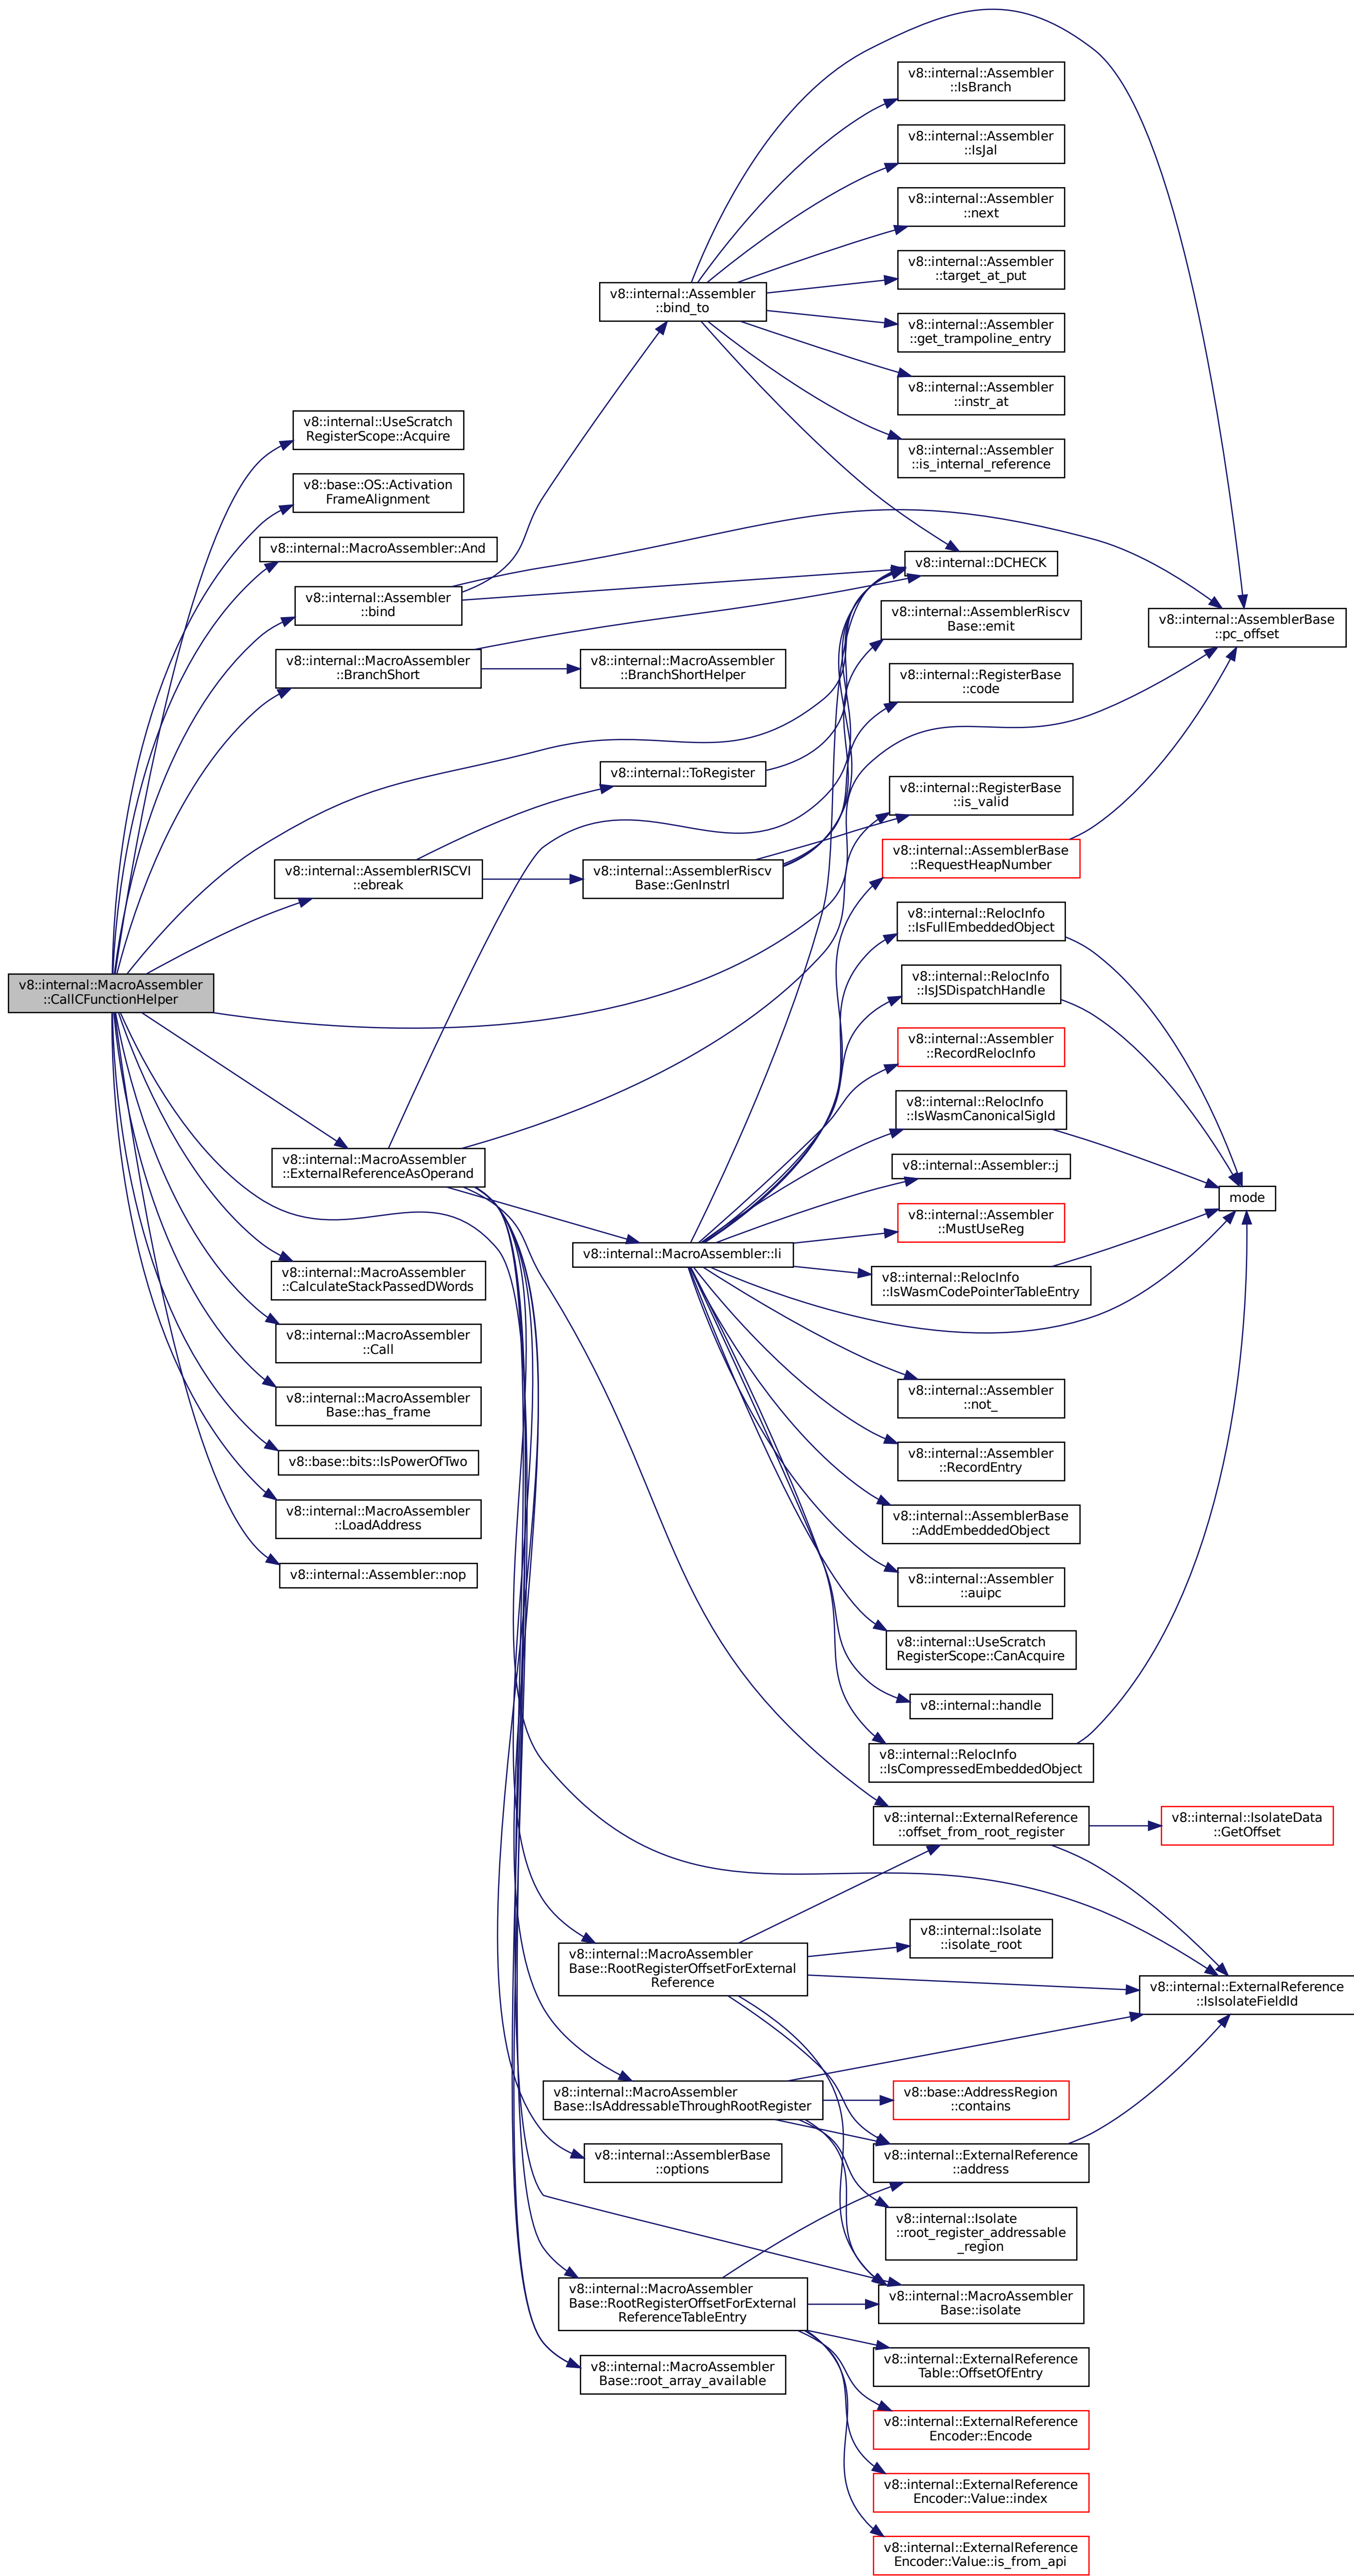 v8::internal::MacroAssembler
::CallCFunctionHelper
v8::internal::UseScratch
RegisterScope::Acquire
v8::base::OS::Activation
FrameAlignment
v8::internal::MacroAssembler::And
v8::internal::Assembler
::bind
v8::internal::MacroAssembler
::BranchShort
v8::internal::AssemblerRISCVI
::ebreak
v8::internal::MacroAssembler
::ExternalReferenceAsOperand
v8::internal::MacroAssembler
::CalculateStackPassedDWords
v8::internal::MacroAssembler
::Call
v8::internal::MacroAssembler
Base::has_frame
v8::base::bits::IsPowerOfTwo
v8::internal::MacroAssembler
::LoadAddress
v8::internal::Assembler::nop
v8::internal::Assembler
::bind_to
v8::internal::MacroAssembler
::BranchShortHelper
v8::internal::ToRegister
v8::internal::AssemblerRiscv
Base::GenInstrI
v8::internal::MacroAssembler::li
v8::internal::MacroAssembler
Base::RootRegisterOffsetForExternal
Reference
v8::internal::MacroAssembler
Base::IsAddressableThroughRootRegister
v8::internal::AssemblerBase
::options
v8::internal::MacroAssembler
Base::RootRegisterOffsetForExternal
ReferenceTableEntry
v8::internal::MacroAssembler
Base::root_array_available
v8::internal::Assembler
::IsBranch
v8::internal::Assembler
::IsJal
v8::internal::Assembler
::next
v8::internal::Assembler
::target_at_put
v8::internal::Assembler
::get_trampoline_entry
v8::internal::Assembler
::instr_at
v8::internal::Assembler
::is_internal_reference
v8::internal::DCHECK
v8::internal::AssemblerRiscv
Base::emit
v8::internal::RegisterBase
::code
v8::internal::RegisterBase
::is_valid
v8::internal::AssemblerBase
::RequestHeapNumber
v8::internal::RelocInfo
::IsFullEmbeddedObject
v8::internal::RelocInfo
::IsJSDispatchHandle
v8::internal::Assembler
::RecordRelocInfo
v8::internal::RelocInfo
::IsWasmCanonicalSigId
v8::internal::Assembler::j
v8::internal::Assembler
::MustUseReg
v8::internal::RelocInfo
::IsWasmCodePointerTableEntry
v8::internal::Assembler
::not_
v8::internal::Assembler
::RecordEntry
v8::internal::AssemblerBase
::AddEmbeddedObject
v8::internal::Assembler
::auipc
v8::internal::UseScratch
RegisterScope::CanAcquire
v8::internal::handle
v8::internal::RelocInfo
::IsCompressedEmbeddedObject
v8::internal::ExternalReference
::offset_from_root_register
v8::internal::Isolate
::isolate_root
v8::base::AddressRegion
::contains
v8::internal::ExternalReference
::address
v8::internal::Isolate
::root_register_addressable
_region
v8::internal::MacroAssembler
Base::isolate
v8::internal::ExternalReference
Table::OffsetOfEntry
v8::internal::ExternalReference
Encoder::Encode
v8::internal::ExternalReference
Encoder::Value::index
v8::internal::ExternalReference
Encoder::Value::is_from_api
v8::internal::AssemblerBase
::pc_offset
mode
v8::internal::IsolateData
::GetOffset
v8::internal::ExternalReference
::IsIsolateFieldId